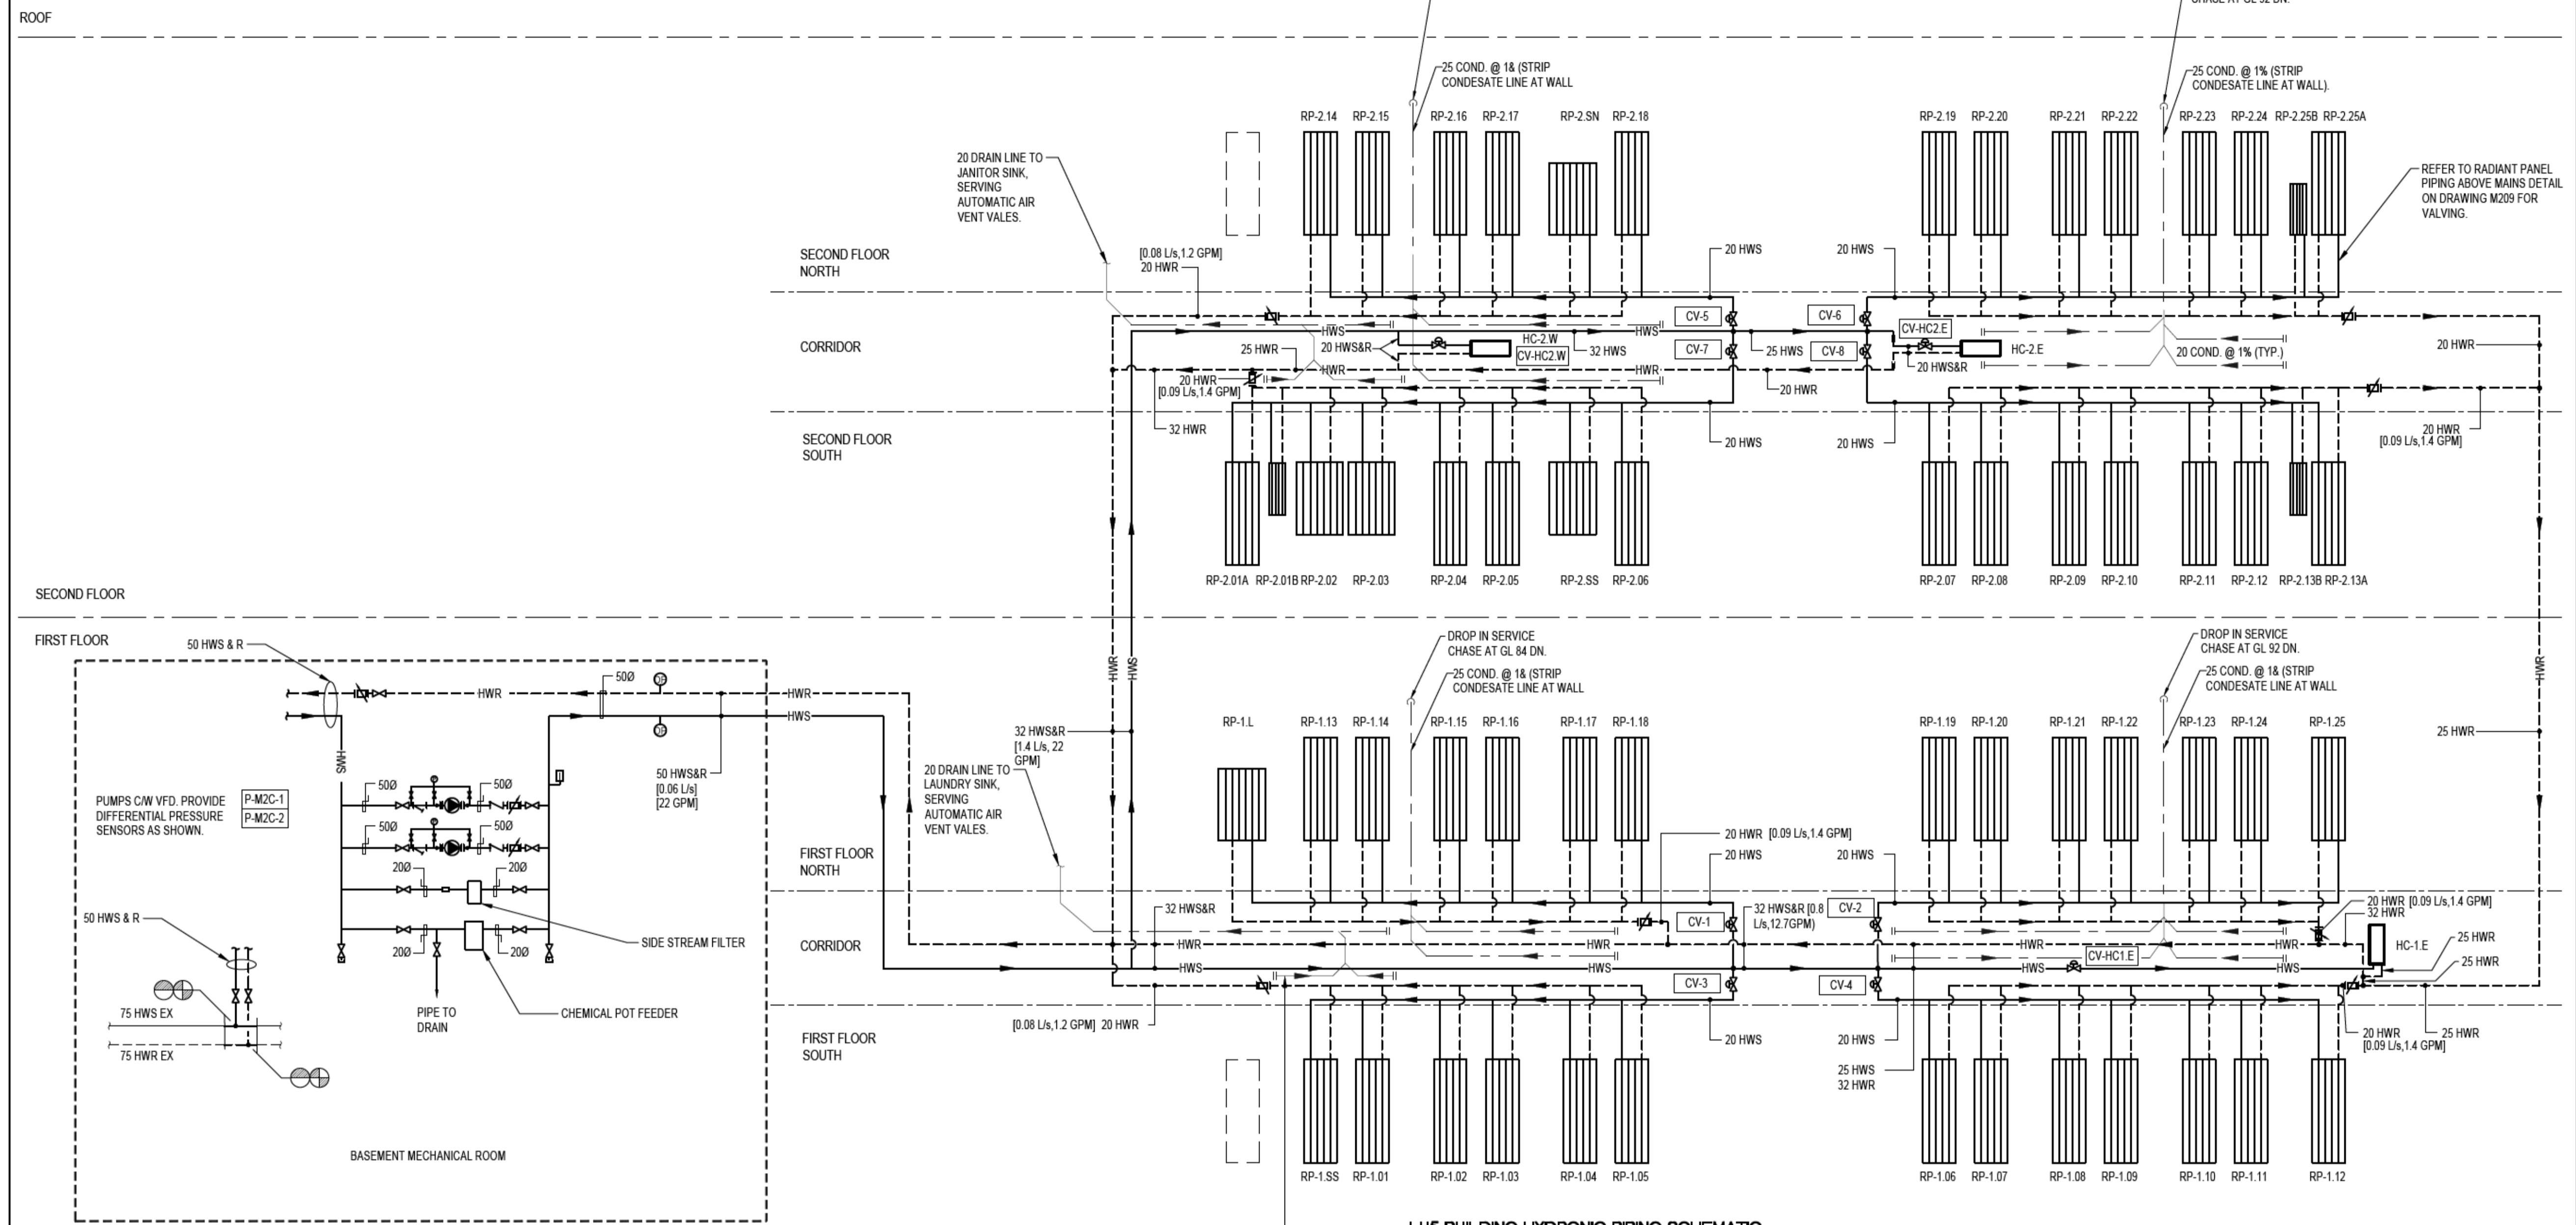 ROOF
CHASE AT GL 92 DN.
25 COND. @ 1& (STRIP
CONDESATE LINE AT WALL
25 COND. @ 1% (STRIP
CONDESATE LINE AT WALL).
RP-2.14 RP-2.15 RP-2.16 RP-2.17 RP-2.SN RP-2.18
RP-2.19 RP-2.20 RP-2.21 RP-2.22 RP-2.23 RP-2.24 RP-2.25B RP-2.25A
20 DRAIN LINE TO
JANITOR SINK,
SERVING
AUTOMATIC AIR
VENT VALES.
REFER TO RADIANT PANEL
PIPING ABOVE MAINS DETAIL
ON DRAWING M209 FOR
VALVING.
SECOND FLOOR
NORTH
[0.08 L/s,1.2 GPM]
20 HWR
20 HWS
20 HWS
CV-5
CV-6
HWS
HWS
CV-HC2.E
CORRIDOR
25 HWR
20 HWS&R
HC-2.W
CV-HC2.W
32 HWS
CV-7
25 HWS
CV-8
HC-2.E
20 COND. @ 1% (TYP.)
20 HWR
20 HWS&R
HWR
HWR
20 HWR
[0.09 L/s,1.4 GPM]
20 HWR
32 HWR
20 HWS
20 HWS
20 HWR
[0.09 L/s,1.4 GPM]
SECOND FLOOR
SOUTH
RP-2.01A RP-2.01B RP-2.02 RP-2.03 RP-2.04 RP-2.05 RP-2.SS RP-2.06
RP-2.07 RP-2.08 RP-2.09 RP-2.10 RP-2.11 RP-2.12 RP-2.13B RP-2.13A
SECOND FLOOR
FIRST FLOOR
50 HWS & R
DROP IN SERVICE
CHASE AT GL 84 DN.
25 COND. @ 1& (STRIP
CONDESATE LINE AT WALL
DROP IN SERVICE
CHASE AT GL 92 DN.
25 COND. @ 1& (STRIP
CONDESATE LINE AT WALL
HWR
HWS
HWR
50Ø
HWR
HWR
HWS
HWS
RP-1.L RP-1.13 RP-1.14 RP-1.15 RP-1.16 RP-1.17 RP-1.18
RP-1.19 RP-1.20 RP-1.21 RP-1.22 RP-1.23 RP-1.24 RP-1.25
32 HWS&R
[1.4 L/s, 22
GPM]
25 HWR
20 DRAIN LINE TO
LAUNDRY SINK,
SERVING
AUTOMATIC AIR
VENT VALES.
50 HWS&R
[0.06 L/s]
[22 GPM]
PUMPS C/W VFD. PROVIDE
DIFFERENTIAL PRESSURE
SENSORS AS SHOWN.
P-M2C-1
P-M2C-2
50Ø
50Ø
50Ø
50Ø
20Ø
20Ø
20Ø
20Ø
SIDE STREAM FILTER
CHEMICAL POT FEEDER
PIPE TO
DRAIN
50 HWS & R
75 HWS EX
75 HWR EX
BASEMENT MECHANICAL ROOM
FIRST FLOOR
NORTH
20 HWR [0.09 L/s,1.4 GPM]
20 HWS
20 HWS
32 HWS&R
CV-1
32 HWS&R [0.8
L/s,12.7GPM)
CV-2
20 HWR [0.09 L/s,1.4 GPM]
32 HWR
CORRIDOR
HWR
HWR
HWR
HWR
HC-1.E
25 HWR
CV-HC1.E
HWS
HWS
HWS
HWS
25 HWR
CV-3
CV-4
[0.08 L/s,1.2 GPM] 20 HWR
20 HWS
20 HWS
20 HWR
[0.09 L/s,1.4 GPM]
25 HWR
FIRST FLOOR
SOUTH
25 HWS
32 HWR
RP-1.SS RP-1.01 RP-1.02 RP-1.03 RP-1.04 RP-1.05
RP-1.06 RP-1.07 RP-1.08 RP-1.09 RP-1.10 RP-1.11 RP-1.12
BUILDING HYDRONIC PIPING SCHEMATIC